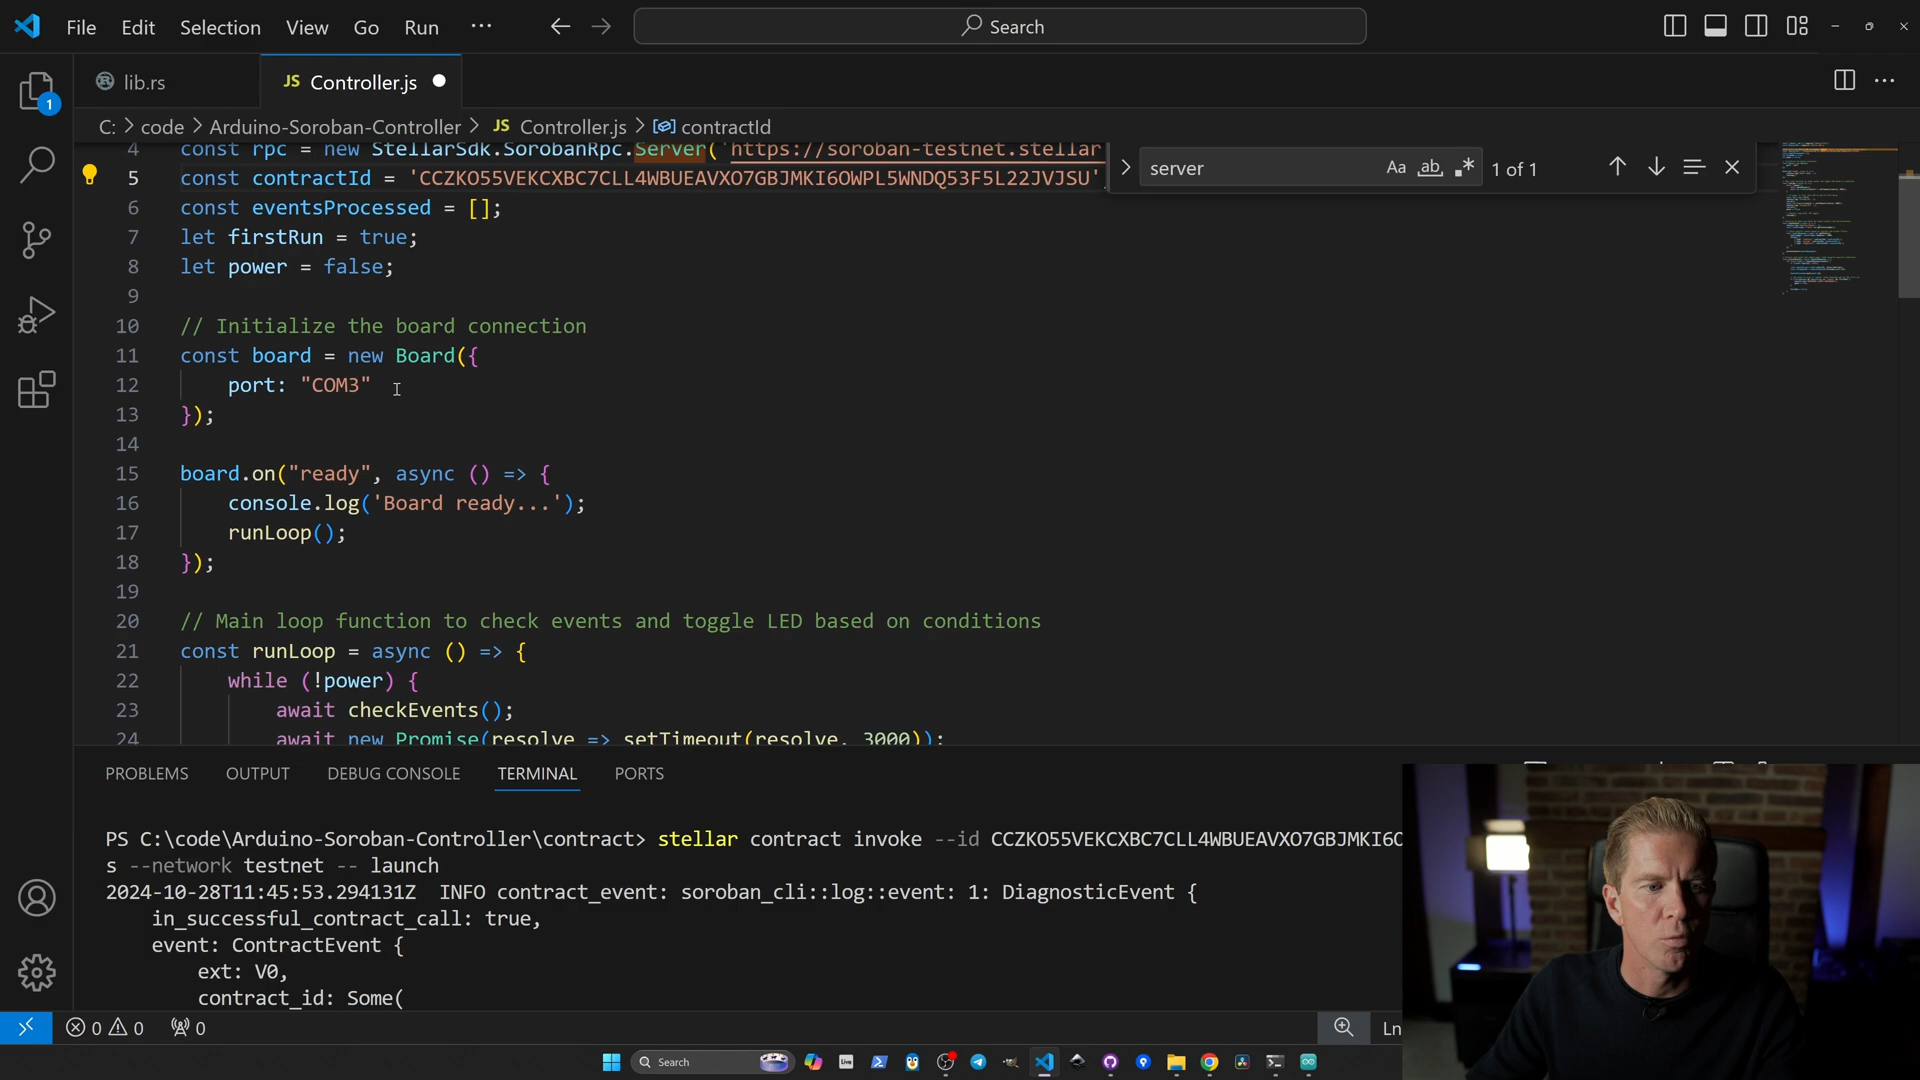 File Edit Selection View Go Run ... Search
lib.rs JS Controller.js
C: > code > Arduino-Soroban-Controller > JS Controller.js > contractId
4 const rpc = new StellarSdk.SorobanRpc.Server('https://soroban-testnet.stellar
server Aa ab .* 1 of 1
5 const contractId = 'CCZKO55VEKCXBC7CLL4WBUEAVXO7GBJMKI6OWPL5WNDQ53F5L22JVJSU'
6 const eventsProcessed = [];
7 let firstRun = true;
8 let power = false;
9
10 // Initialize the board connection
11 const board = new Board({
12 port: "COM3"
13 });
14
15 board.on("ready", async () => {
16 console.log('Board ready...');
17 runLoop();
18 });
19
20 // Main loop function to check events and toggle LED based on conditions
21 const runLoop = async () => {
22 while (!power) {
23 await checkEvents();
24 await new Promise(resolve => setTimeout(resolve, 3000));
PROBLEMS OUTPUT DEBUG CONSOLE TERMINAL PORTS
PS C:\code\Arduino-Soroban-Controller\contract> stellar contract invoke --id CCZKO55VEKCXBC7CLL4WBUEAVXO7GBJMKI6O
s --network testnet -- launch
2024-10-28T11:45:53.294131Z INFO contract_event: soroban_cli::log::event: 1: DiagnosticEvent {
in_successful_contract_call: true,
event: ContractEvent {
ext: V0,
contract_id: Some(
0 0 0 Ln
Search